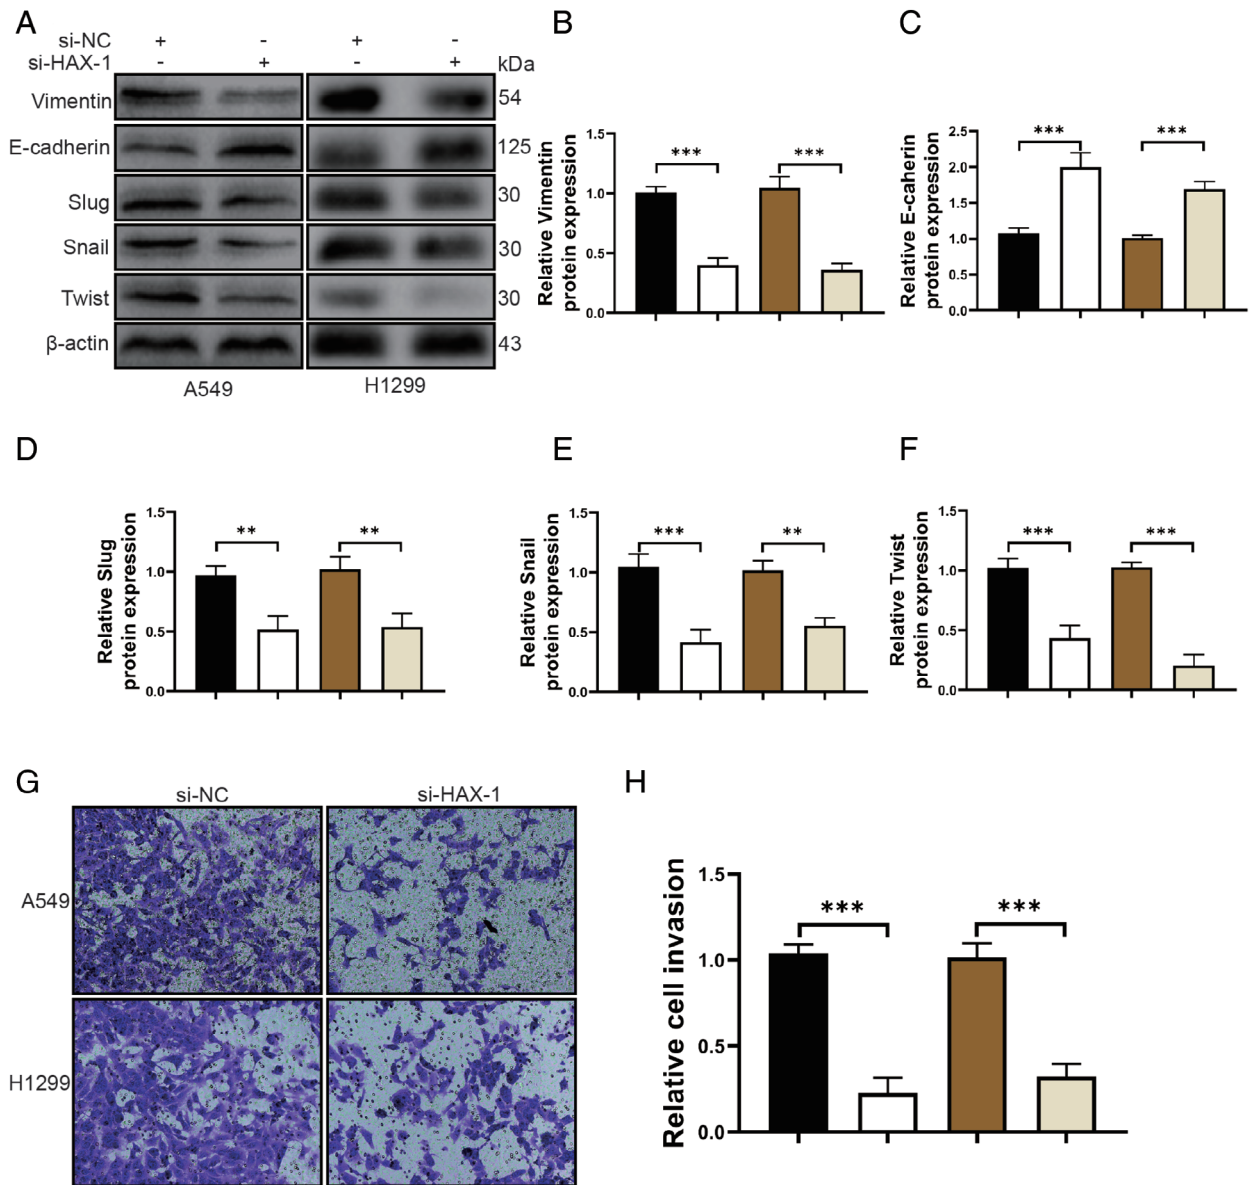 A
si-NC + - + -
si-HAX-1 - + - + kDa
Vimentin 54
E-cadherin 125
Slug 30
Snail 30
Twist 30
β-actin 43
A549 H1299
B
Relative Vimentin
protein expression
1.5
1.0
0.5
0.0
*** ***
C
Relative E-caherin
protein expression
2.5
2.0
1.5
1.0
0.5
0.0
*** ***
D
Relative Slug
protein expression
1.5
1.0
0.5
0.0
** **
E
Relative Snail
protein expression
1.5
1.0
0.5
0.0
*** **
F
Relative Twist
protein expression
1.5
1.0
0.5
0.0
*** ***
G
si-NC si-HAX-1
A549
H1299
H
Relative cell invasion
1.5
1.0
0.5
0.0
*** ***